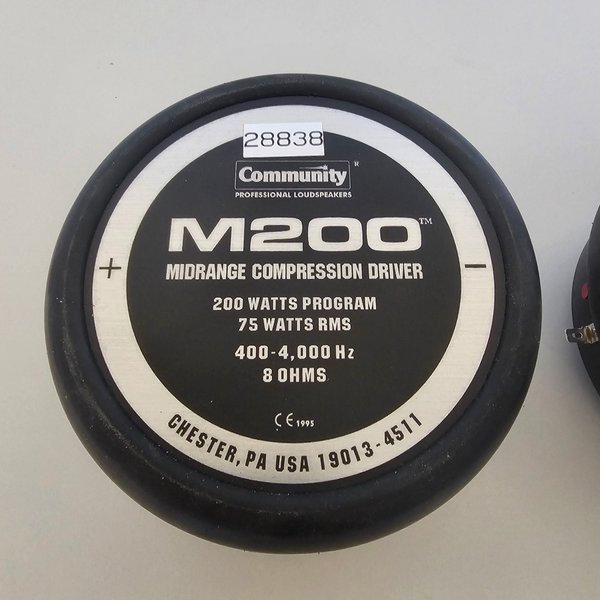 28838
Community®
PROFESSIONAL LOUDSPEAKERS
M200™
MIDRANGE COMPRESSION DRIVER
+ -
200 WATTS PROGRAM
75 WATTS RMS
400-4,000 Hz
8 OHMS
CE 1995
CHESTER, PA USA 19013-4511